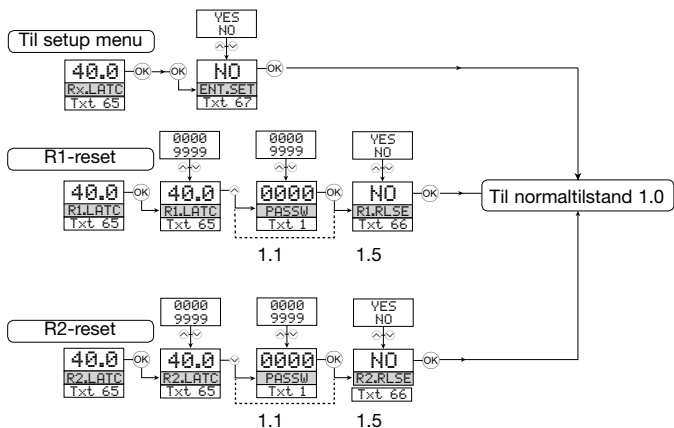 YES
NO
Til setup menu
40.0
OK
OK
NO
OK
Rx.LATC
ENT.SET
Txt 65
Txt 67
0000
9999
0000
9999
YES
NO
R1-reset
40.0
OK
40.0
0000
OK
NO
OK
R1.LATC
R1.LATC
PASSW
R1.RLSE
Txt 65
Txt 65
Txt 1
Txt 66
1.1
1.5
Til normaltilstand 1.0
0000
9999
0000
9999
YES
NO
R2-reset
40.0
OK
40.0
0000
OK
NO
OK
R2.LATC
R2.LATC
PASSW
R2.RLSE
Txt 65
Txt 65
Txt 1
Txt 66
1.1
1.5